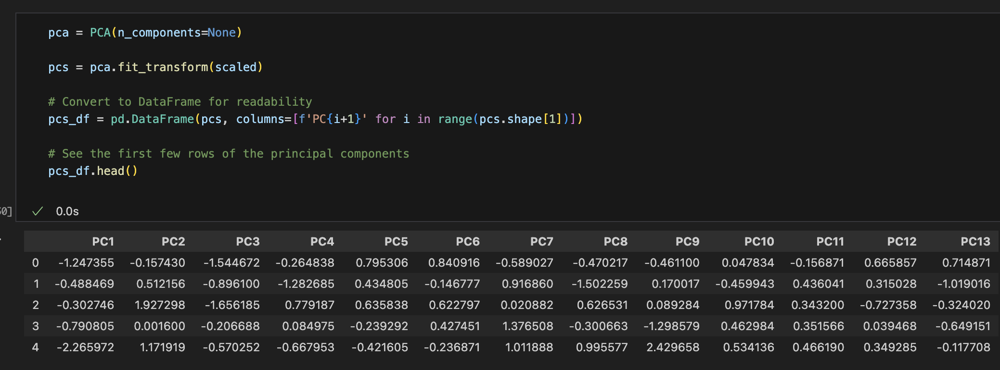 pca = PCA(n_components=None)
pcs = pca.fit_transform(scaled)
# Convert to DataFrame for readability
pcs_df = pd.DataFrame(pcs, columns=[f'PC{i+1}' for i in range(pcs.shape[1])])
# See the first few rows of the principal components
pcs_df.head()
0.0s
PC1 PC2 PC3 PC4 PC5 PC6 PC7 PC8 PC9 PC10 PC11 PC12 PC13
0 -1.247355 -0.157430 -1.544672 -0.264838 0.795306 0.840916 -0.589027 -0.470217 -0.461100 0.047834 -0.156871 0.665857 0.714871
1 -0.488469 0.512156 -0.896100 -1.282685 0.434805 -0.146777 0.916860 -1.502259 0.170017 -0.459943 0.436041 0.315028 -1.019016
2 -0.302746 1.927298 -1.656185 0.779187 0.635838 0.622797 0.020882 0.626531 0.089284 0.971784 0.343200 -0.727358 -0.324020
3 -0.790805 0.001600 -0.206688 0.084975 -0.239292 0.427451 1.376508 -0.300663 -1.298579 0.462984 0.351566 0.039468 -0.649151
4 -2.265972 1.171919 -0.570252 -0.667953 -0.421605 -0.236871 1.011888 0.995577 2.429658 0.534136 0.466190 0.349285 -0.117708